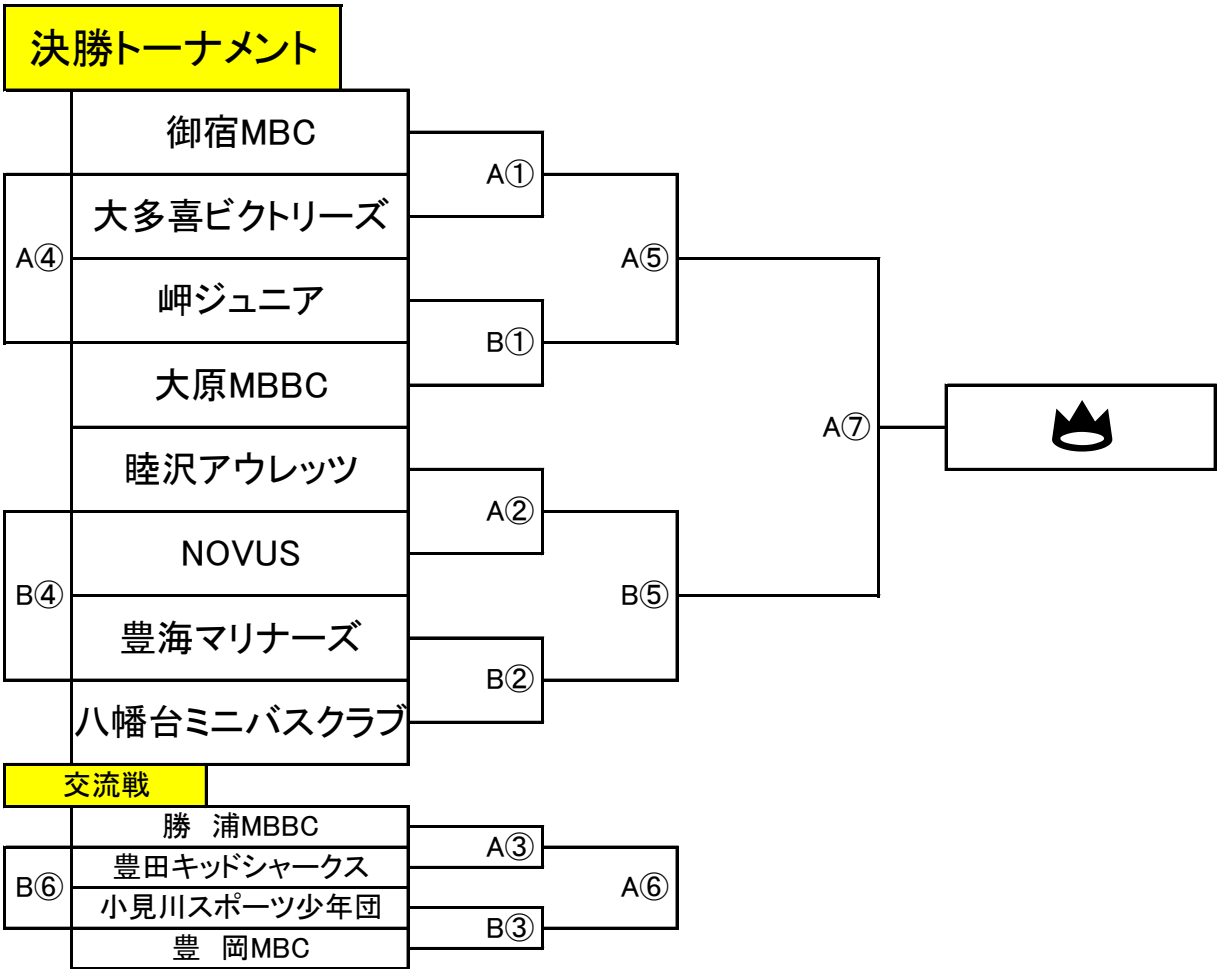 決勝トーナメント
御宿MBC
A①
大多喜ビクトリーズ
A④
A⑤
岬ジュニア
B①
大原MBBC
A⑦
睦沢アウレッツ
A②
NOVUS
B④
B⑤
豊海マリナーズ
B②
八幡台ミニバスクラブ
交流戦
勝　浦MBBC
A③
豊田キッドシャークス
B⑥
A⑥
小見川スポーツ少年団
B③
豊　岡MBC